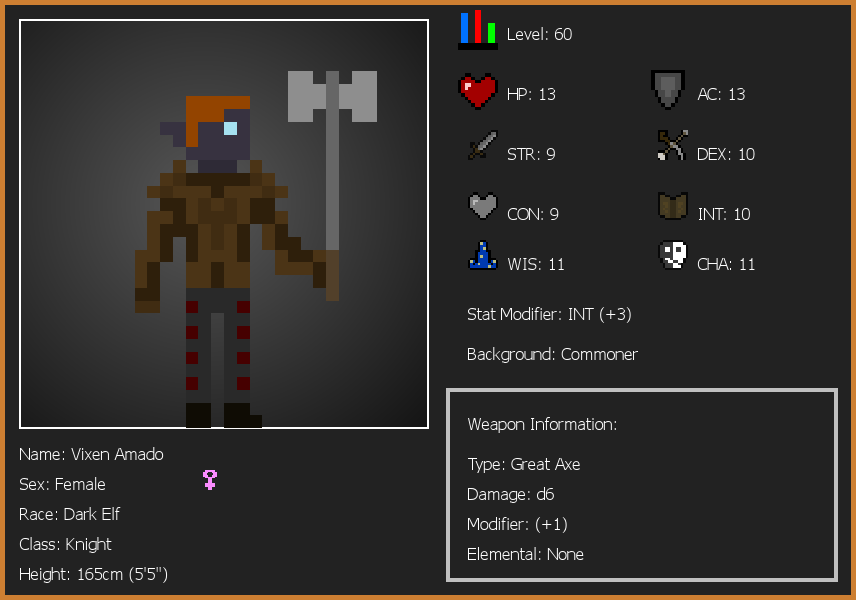 Level: 60
HP: 13
AC: 13
STR: 9
DEX: 10
CON: 9
INT: 10
WIS: 11
CHA: 11
Stat Modifier: INT (+3)
Background: Commoner
Weapon Information:
Type: Great Axe
Damage: d6
Modifier: (+1)
Elemental: None
Name: Vixen Amado
Sex: Female
Race: Dark Elf
Class: Knight
Height: 165cm (5'5")